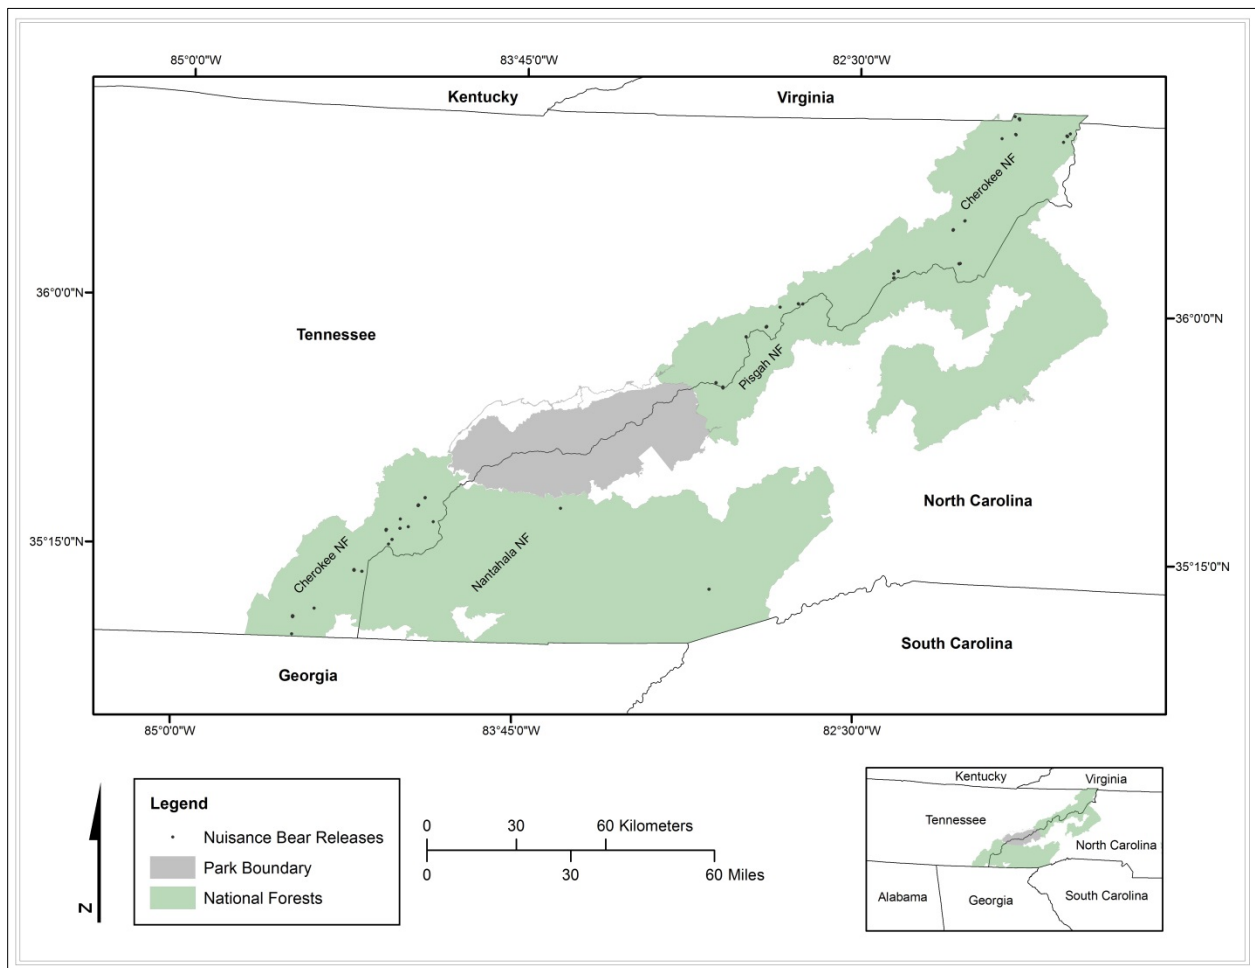 85°0'0"W 83°45'0"W 82°30'0"W
Kentucky Virginia
Cherokee NF
36°0'0"N
36°0'0"N
Tennessee
Pisgah NF
North Carolina
35°15'0"N
35°15'0"N
Cherokee NF
Nantahala NF
South Carolina
Georgia
85°0'0"W 83°45'0"W 82°30'0"W
N
Legend
Nuisance Bear Releases
Park Boundary
National Forests
0 30 60 Kilometers
0 30 60 Miles
Kentucky Virginia
Tennessee
North Carolina
Alabama Georgia South Carolina